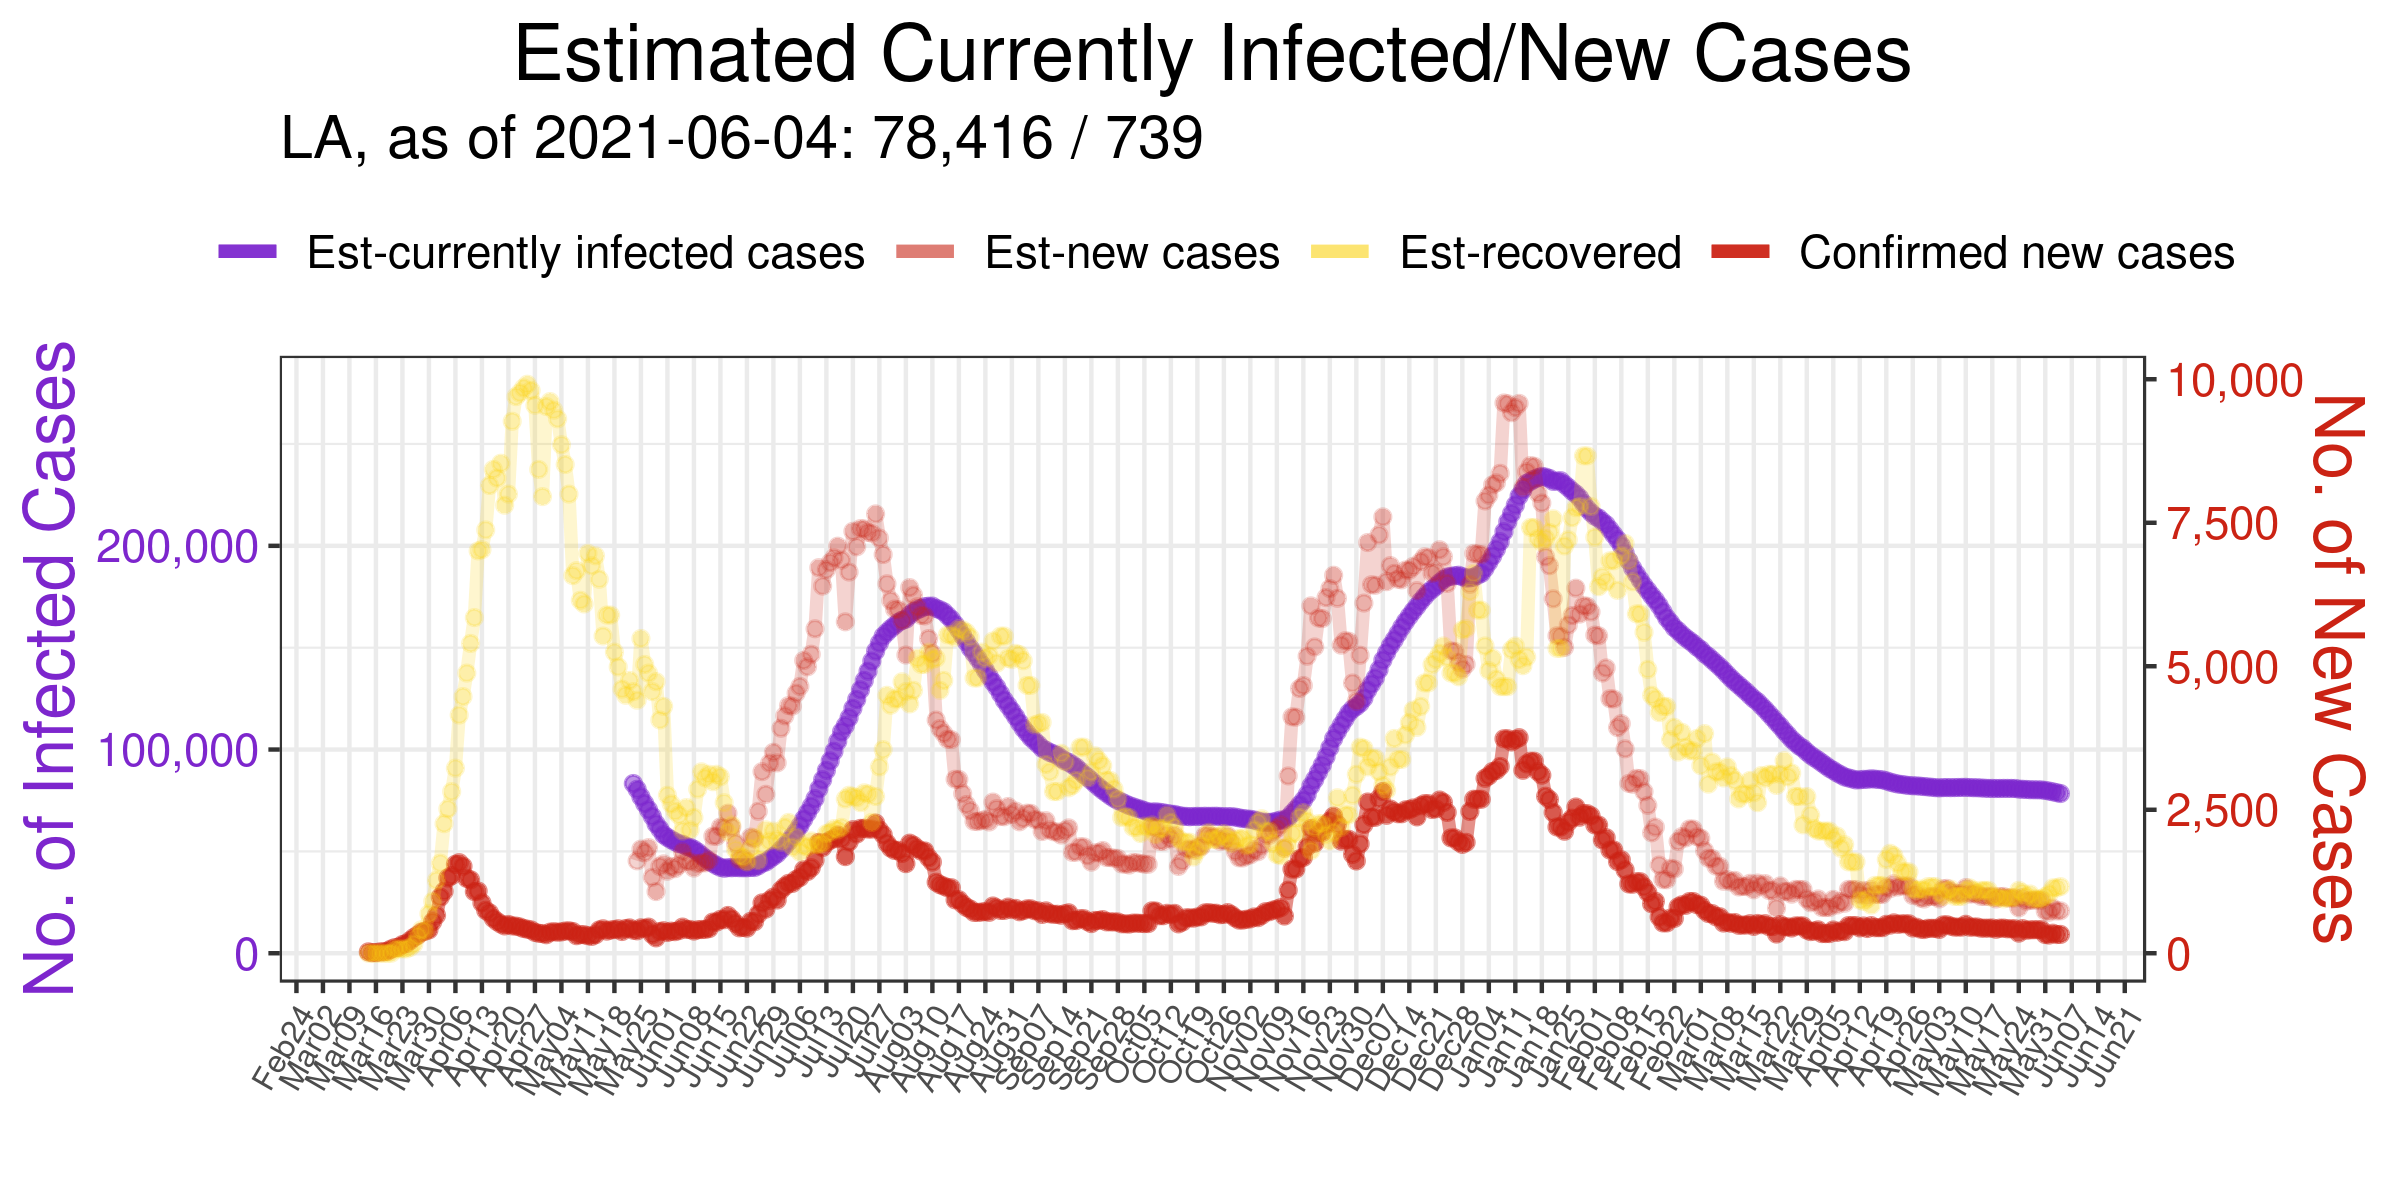 Estimated Currently Infected/New Cases
LA, as of 2021-06-04: 78,416 / 739
Est-currently infected cases Est-new cases Est-recovered Confirmed new cases
No. of Infected Cases
200,000
100,000
0
10,000
7,500
5,000
2,500
0
No. of New Cases
Feb24
Mar02
Mar09
Mar16
Mar23
Mar30
Apr06
Apr13
Apr20
Apr27
May04
May11
May18
May25
Jun01
Jun08
Jun15
Jun22
Jun29
Jul06
Jul13
Jul20
Jul27
Aug03
Aug10
Aug17
Aug24
Aug31
Sep07
Sep14
Sep21
Sep28
Oct05
Oct12
Oct19
Oct26
Nov02
Nov09
Nov16
Nov23
Nov30
Dec07
Dec14
Dec21
Dec28
Jan04
Jan11
Jan18
Jan25
Feb01
Feb08
Feb15
Feb22
Mar01
Mar08
Mar15
Mar22
Mar29
Apr05
Apr12
Apr19
Apr26
May03
May10
May17
May24
May31
Jun07
Jun14
Jun21